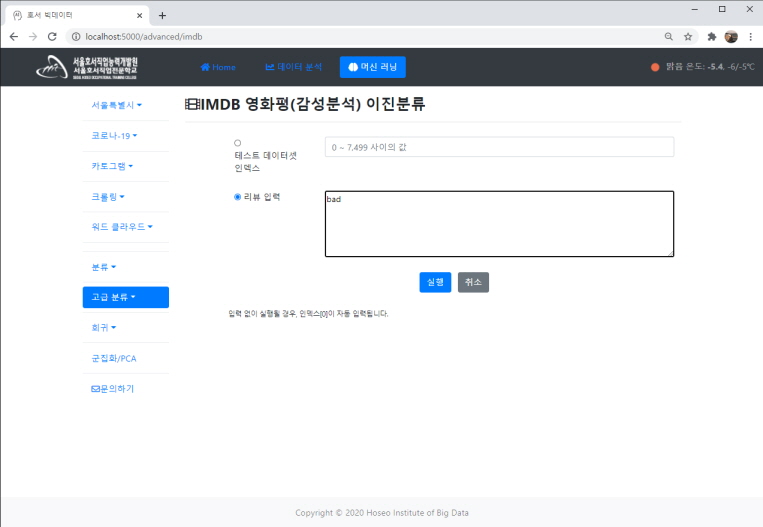 호서 빅데이터
localhost:5000/advanced/imdb
서울호서직업능력개발원
서울호서직업전문학교
SEOUL HOSEO OCCUPATIONAL TRAINING COLLEGE
Home
데이터 분석
머신 러닝
맑음 온도: -5.4, -6/-5℃
서울특별시
코로나-19
카토그램
크롤링
워드 클라우드
분류
고급 분류
회귀
군집화/PCA
문의하기
IMDB 영화평(감성분석) 이진분류
테스트 데이터셋
인덱스
0 ~ 7,499 사이의 값
리뷰 입력
bad
실행
취소
입력 없이 실행될 경우, 인덱스[0]이 자동 입력됩니다.
Copyright © 2020 Hoseo Institute of Big Data